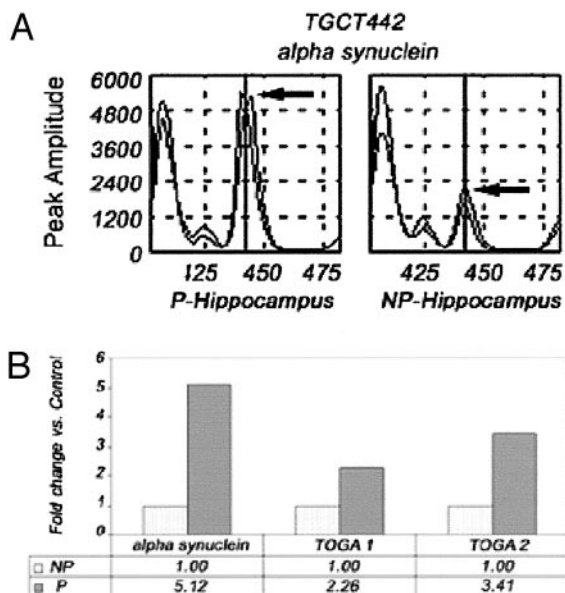 A
TGCT442
alpha synuclein
Peak Amplitude
6000
4800
3600
2400
1200
0
425 450 475
P-Hippocampus
425 450 475
NP-Hippocampus
B
Fold change vs. Control
6
5
4
3
2
1
0
alpha synuclein TOGA 1 TOGA 2
NP 1.00 1.00 1.00
P 5.12 2.26 3.41